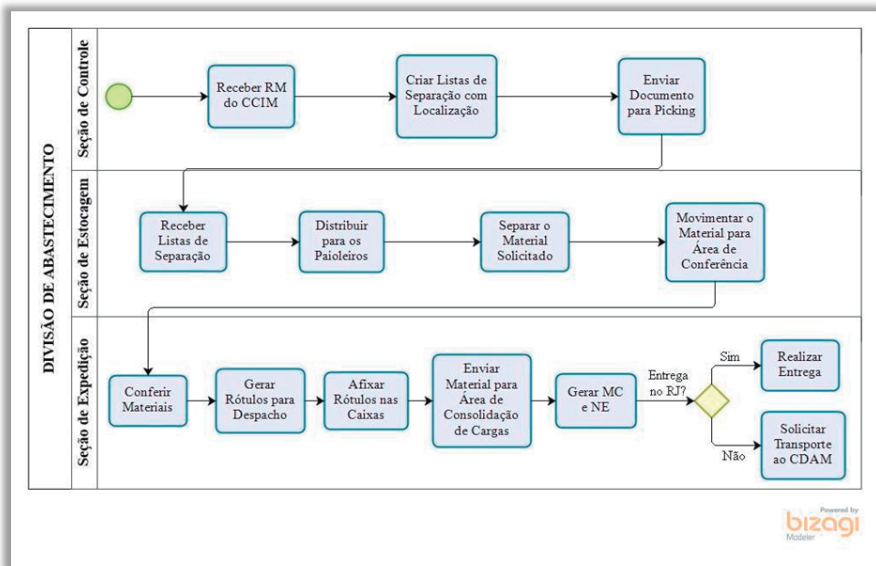 DIVISÃO DE ABASTECIMENTO
Seção de Controle
Receber RM
do CCIM
Criar Listas de
Separação com
Localização
Enviar
Documento
para Picking
Seção de Estocagem
Receber
Listas de
Separação
Distribuir
para os
Paioleiros
Separar o
Material
Solicitado
Movimentar o
Material para
Área de
Conferência
Seção de Expedição
Conferir
Materiais
Gerar
Rótulos para
Despacho
Afixar
Rótulos nas
Caixas
Enviar
Material para
Área de
Consolidação
de Cargas
Gerar MC
e NE
Entrega
no RJ?
Sim
Realizar
Entrega
Não
Solicitar
Transporte
ao CDAM
Powered by
bizagi
Modeler